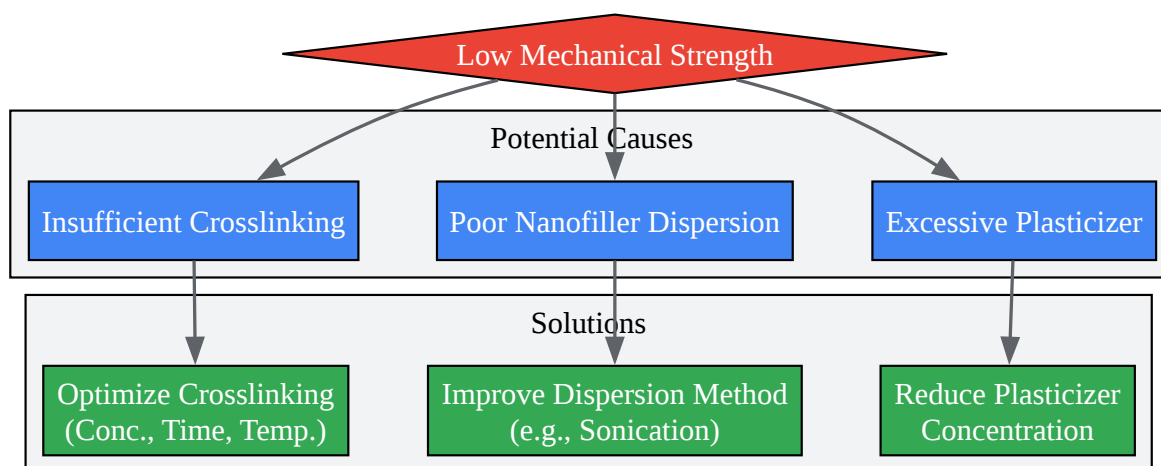 Low Mechanical Strength
Potential Causes
Insufficient Crosslinking
Poor Nanofiller Dispersion
Excessive Plasticizer
Solutions
Optimize Crosslinking
(Conc., Time, Temp.)
Improve Dispersion Method
(e.g., Sonication)
Reduce Plasticizer
Concentration